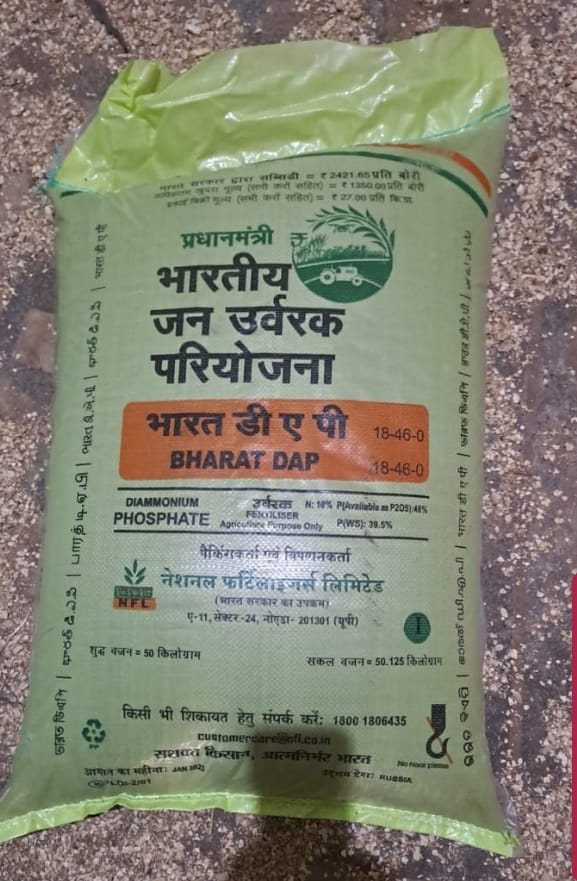 भारत सरकार द्वारा सब्सिडी = ₹ 2421.65 प्रति बोरी
अधिकतम खुदरा मूल्य (सभी करों सहित) = ₹ 1350.00 प्रति बोरी
इकाई बिक्री मूल्य (सभी करों सहित) = ₹ 27.00 प्रति कि.ग्रा.
प्रधानमंत्री
भारतीय
जन उर्वरक
परियोजना
भारत डी ए पी 18-46-0
BHARAT DAP 18-46-0
DIAMMONIUM
PHOSPHATE
उर्वरक
FERTILISER
Agriculture Purpose Only
N: 18% P(Available as P2O5):46%
P(WS): 39.5%
पैकिंगकर्ता एवं विपणनकर्ता
NFL
नेशनल फर्टिलाइजर्स लिमिटेड
(भारत सरकार का उपक्रम)
ए-11, सेक्टर-24, नोएडा- 201301 (यूपी)
शुद्ध वजन = 50 किलोग्राम
सकल वजन = 50.125 किलोग्राम
किसी भी शिकायत हेतु संपर्क करें: 1800 1806435
customercare@nfl.co.in
सशक्त किसान, आत्मनिर्भर भारत
No Hook please
आयात का महीना: JAN
उद्भव देश: RUSSIA
भारत डी ए पी